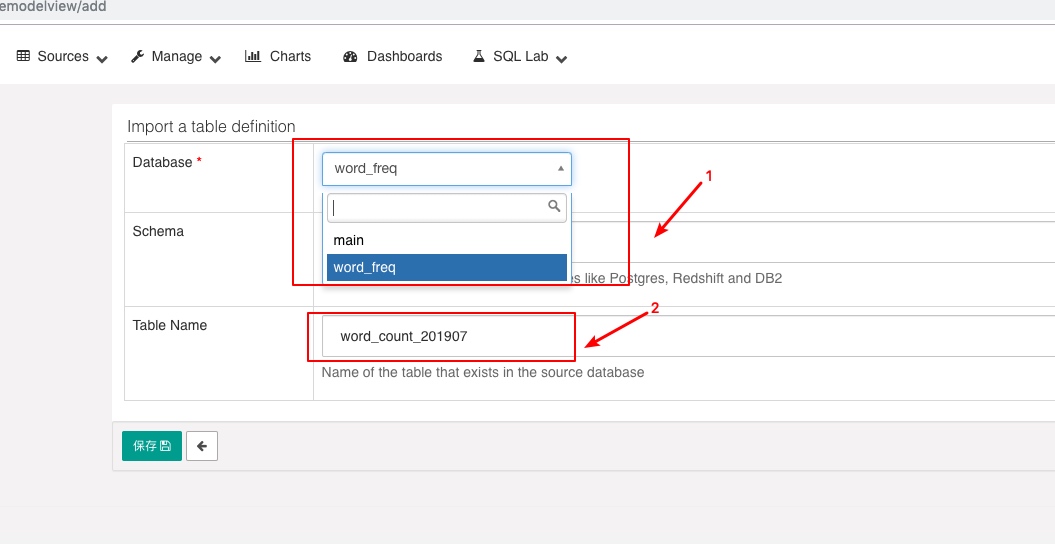 emodelview/add
Sources Manage Charts Dashboards SQL Lab
Import a table definition
Database *
word_freq
1
main
word_freq
Schema
es like Postgres, Redshift and DB2
2
Table Name
word_count_201907
Name of the table that exists in the source database
保存